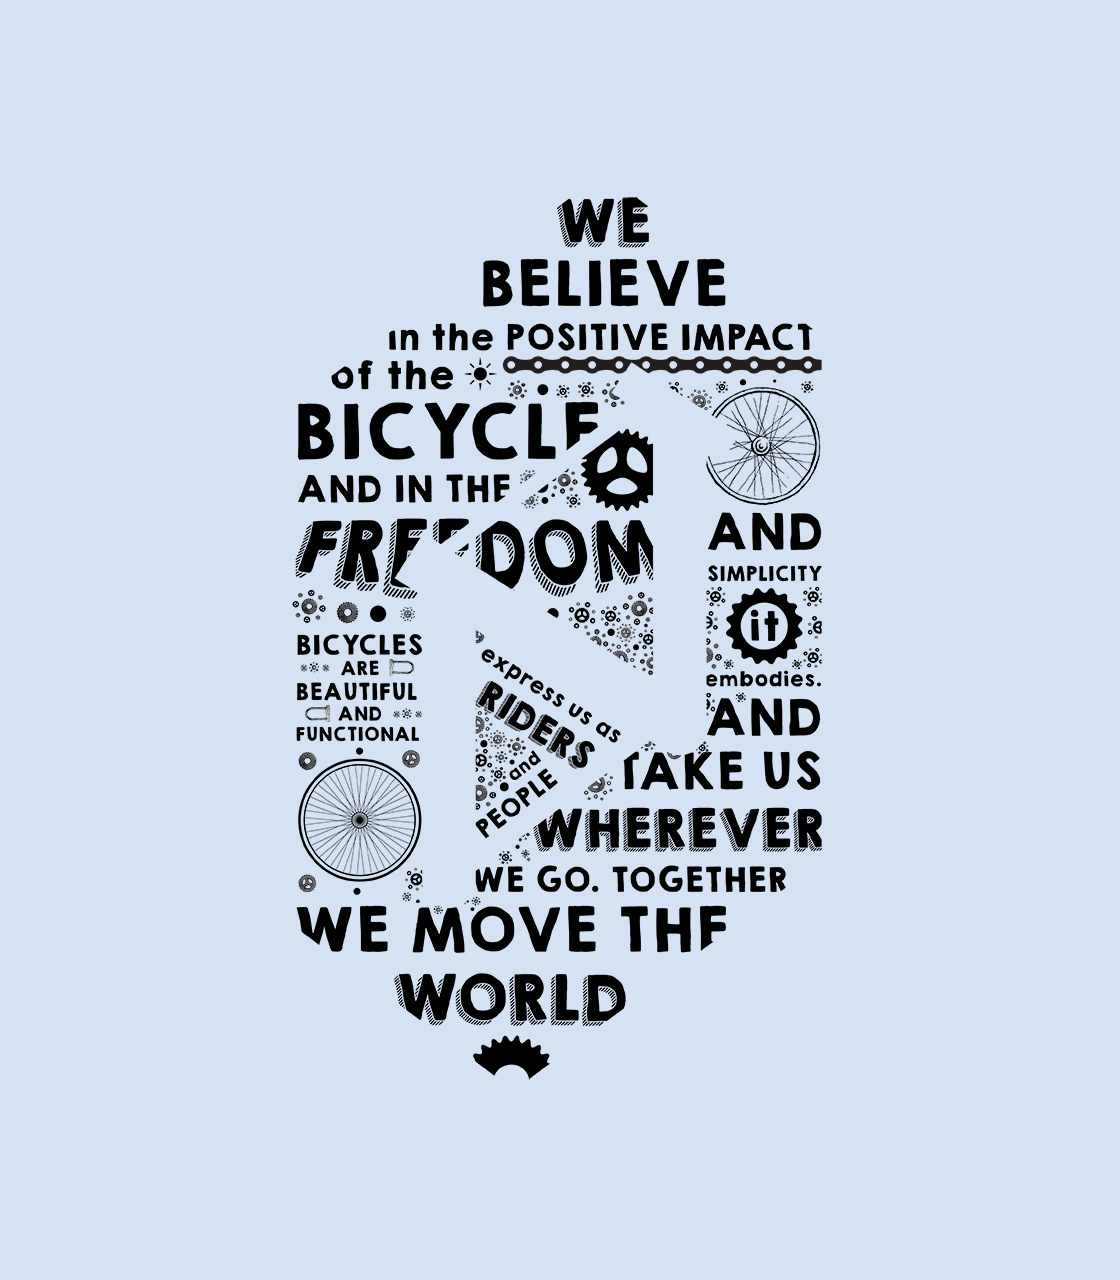 WE
BELIEVE
in the POSITIVE IMPACT
of the
BICYCLE
AND IN THE
FREEDOM
AND
SIMPLICITY
it
embodies.
BICYCLES
ARE
BEAUTIFUL
AND
FUNCTIONAL
express us as
RIDERS
and
PEOPLE
AND
TAKE US
WHEREVER
WE GO. TOGETHER
WE MOVE THE
WORLD